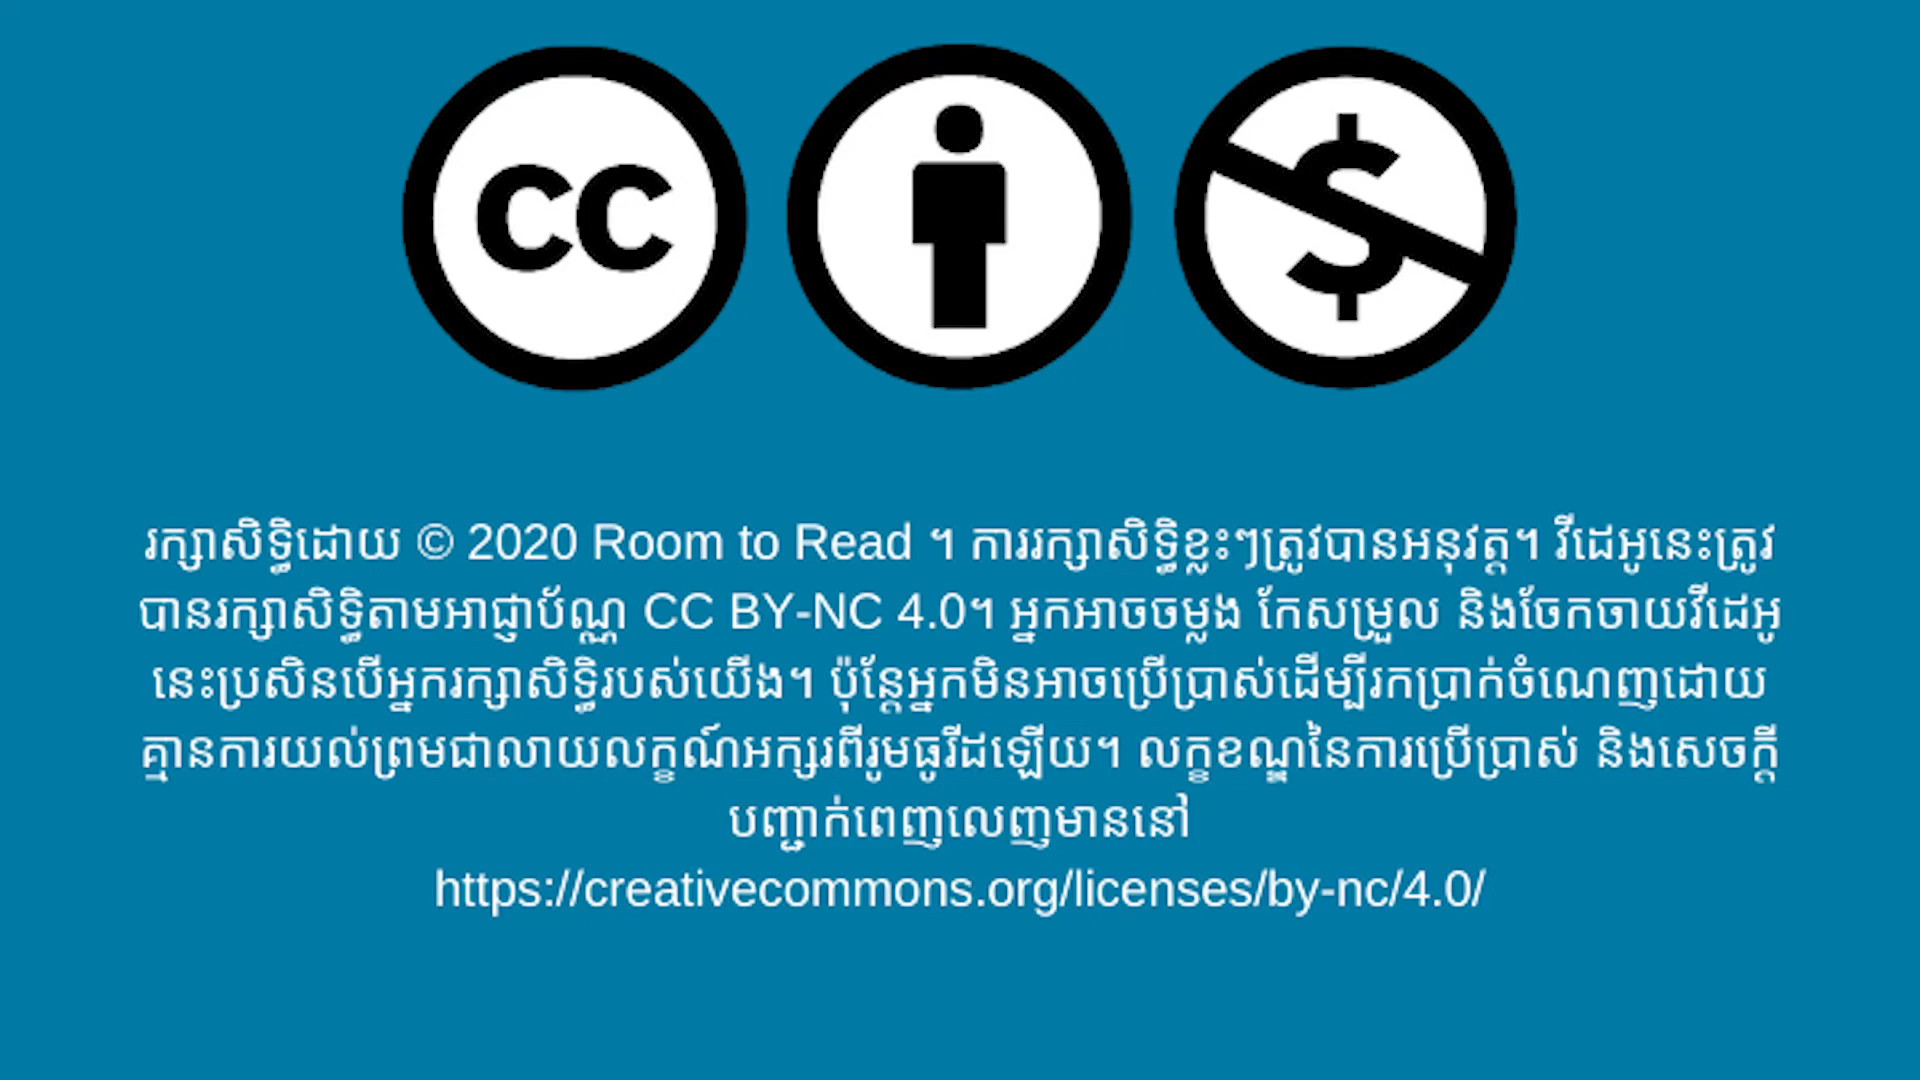 cc
រក្សាសិទ្ធិដោយ © 2020 Room to Read ។ ការរក្សាសិទ្ធិខ្លះៗត្រូវបានអនុវត្ត។ វីដេអូនេះត្រូវ
បានរក្សាសិទ្ធិតាមអាជ្ញាប័ណ្ណ CC BY-NC 4.0។ អ្នកអាចចម្លង កែសម្រួល និងចែកចាយវីដេអូ
នេះប្រសិនបើអ្នករក្សាសិទ្ធិរបស់យើង។ ប៉ុន្តែអ្នកមិនអាចប្រើប្រាស់ដើម្បីរកប្រាក់ចំណេញដោយ
គ្មានការយល់ព្រមជាលាយលក្ខណ៍អក្សរពីរូមធូរីដឡើយ។ លក្ខខណ្ឌនៃការប្រើប្រាស់ និងសេចក្តី
បញ្ជាក់ពេញលេញមាននៅ
https://creativecommons.org/licenses/by-nc/4.0/